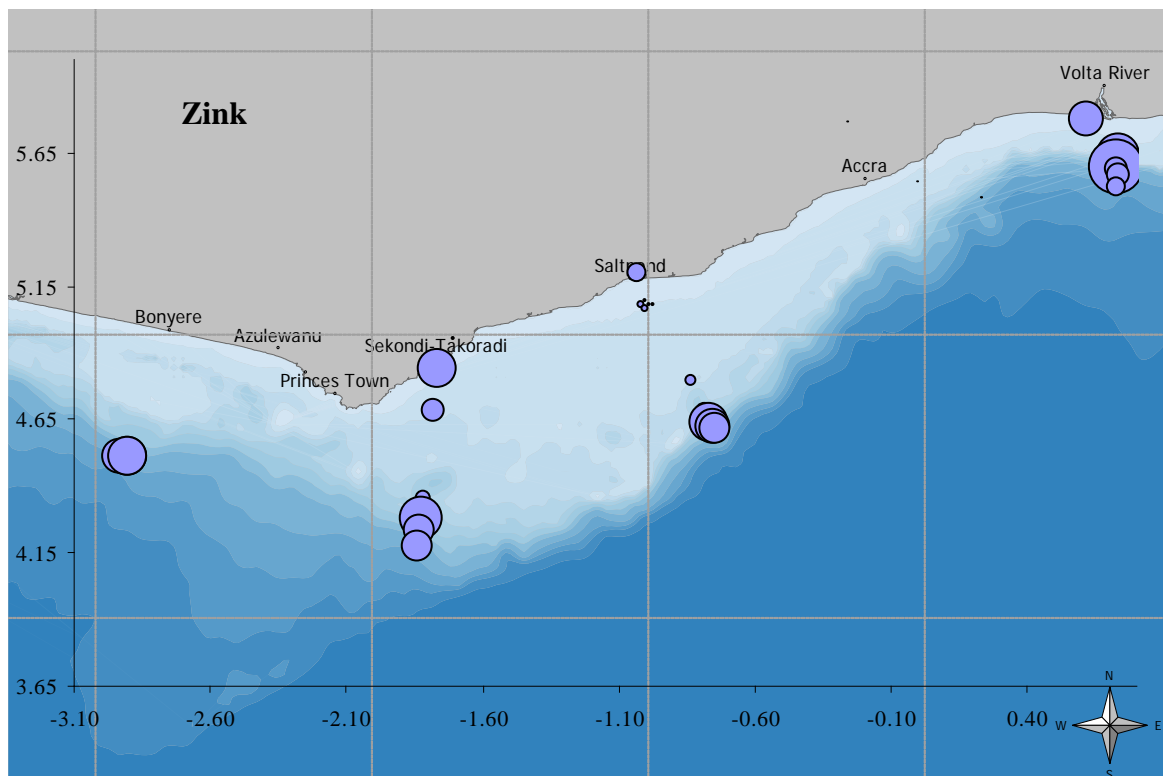 Volta River
Zink
5.65
Accra
Saltpond
5.15
Bonyere
Azulewanu
Sekondi-Takoradi
Princes Town
4.65
4.15
3.65
N
-3.10 -2.60 -2.10 -1.60 -1.10 -0.60 -0.10 0.40
W E
S